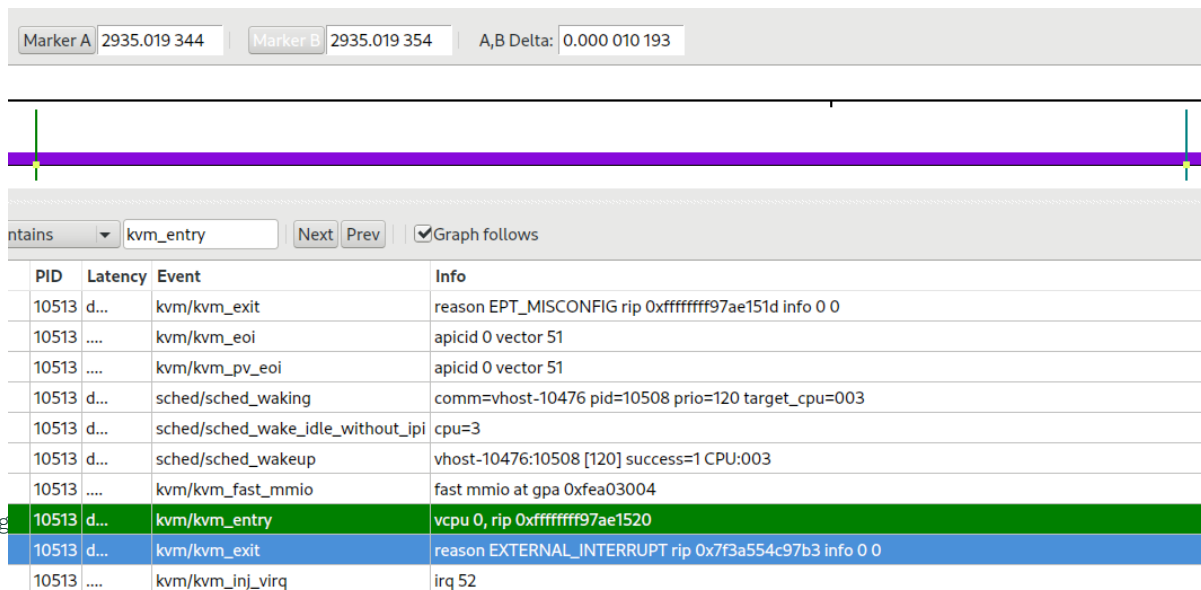 Marker A 2935.019 344 Marker B 2935.019 354 A,B Delta: 0.000 010 193
ntains kvm_entry Next Prev Graph follows
PID Latency Event Info
10513 d... kvm/kvm_exit reason EPT_MISCONFIG rip 0xffffffff97ae151d info 0 0
10513 .... kvm/kvm_eoi apicid 0 vector 51
10513 .... kvm/kvm_pv_eoi apicid 0 vector 51
10513 d... sched/sched_waking comm=vhost-10476 pid=10508 prio=120 target_cpu=003
10513 d... sched/sched_wake_idle_without_ipi cpu=3
10513 d... sched/sched_wakeup vhost-10476:10508 [120] success=1 CPU:003
10513 .... kvm/kvm_fast_mmio fast mmio at gpa 0xfea03004
10513 d... kvm/kvm_entry vcpu 0, rip 0xffffffff97ae1520
10513 d... kvm/kvm_exit reason EXTERNAL_INTERRUPT rip 0x7f3a554c97b3 info 0 0
10513 .... kvm/kvm_inj_virq irq 52